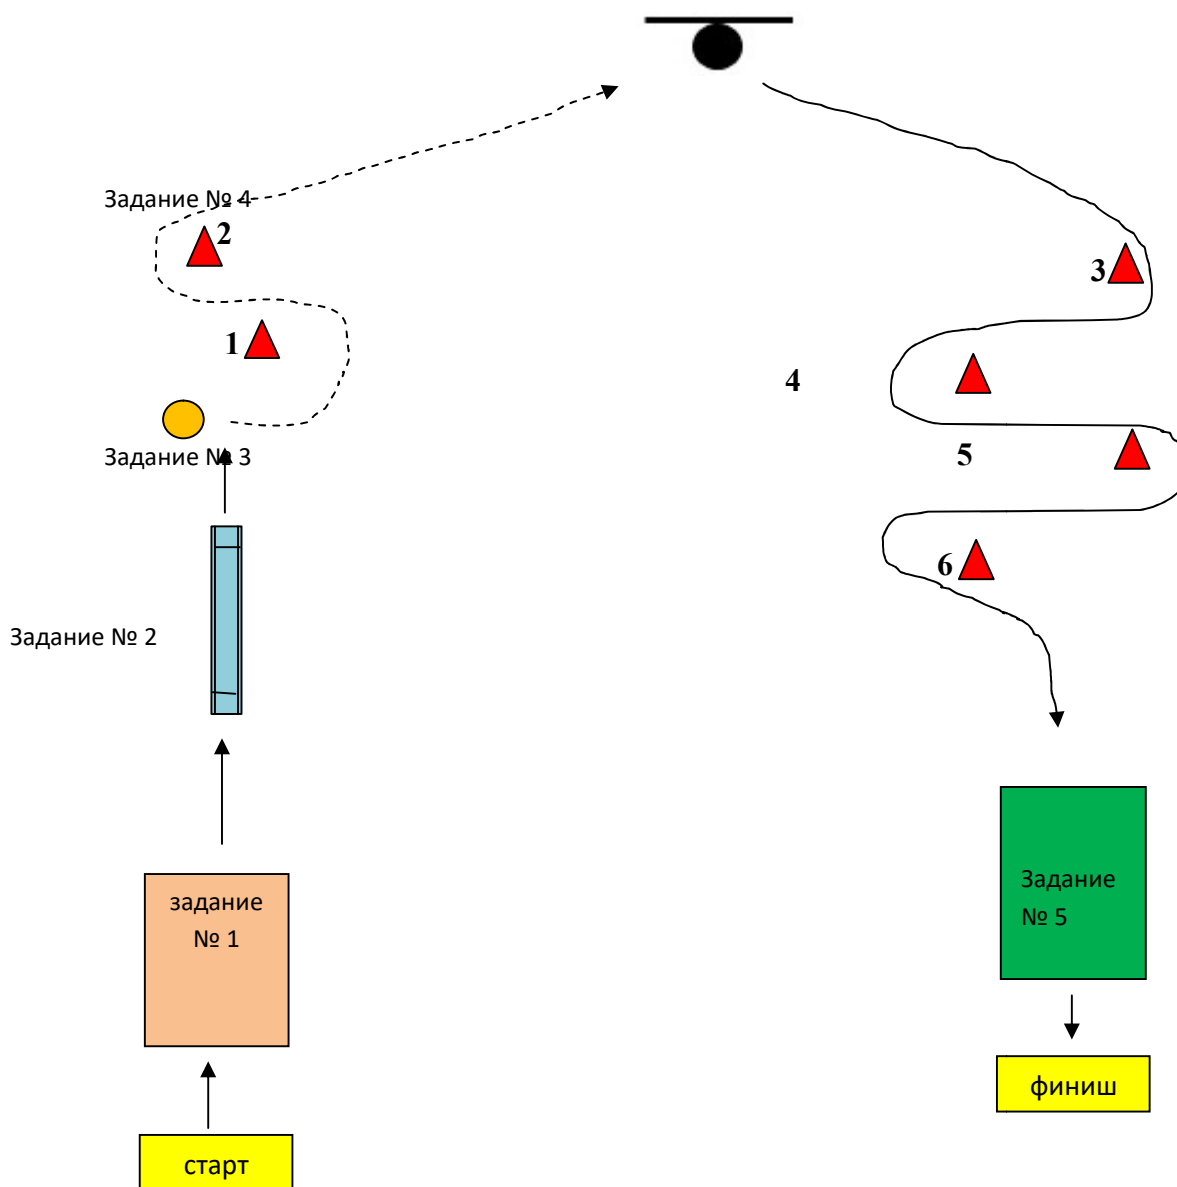 Задание № 4
2
3
1
4
Задание № 3
5
6
Задание № 2
Задание
№ 5
задание
№ 1
финиш
старт